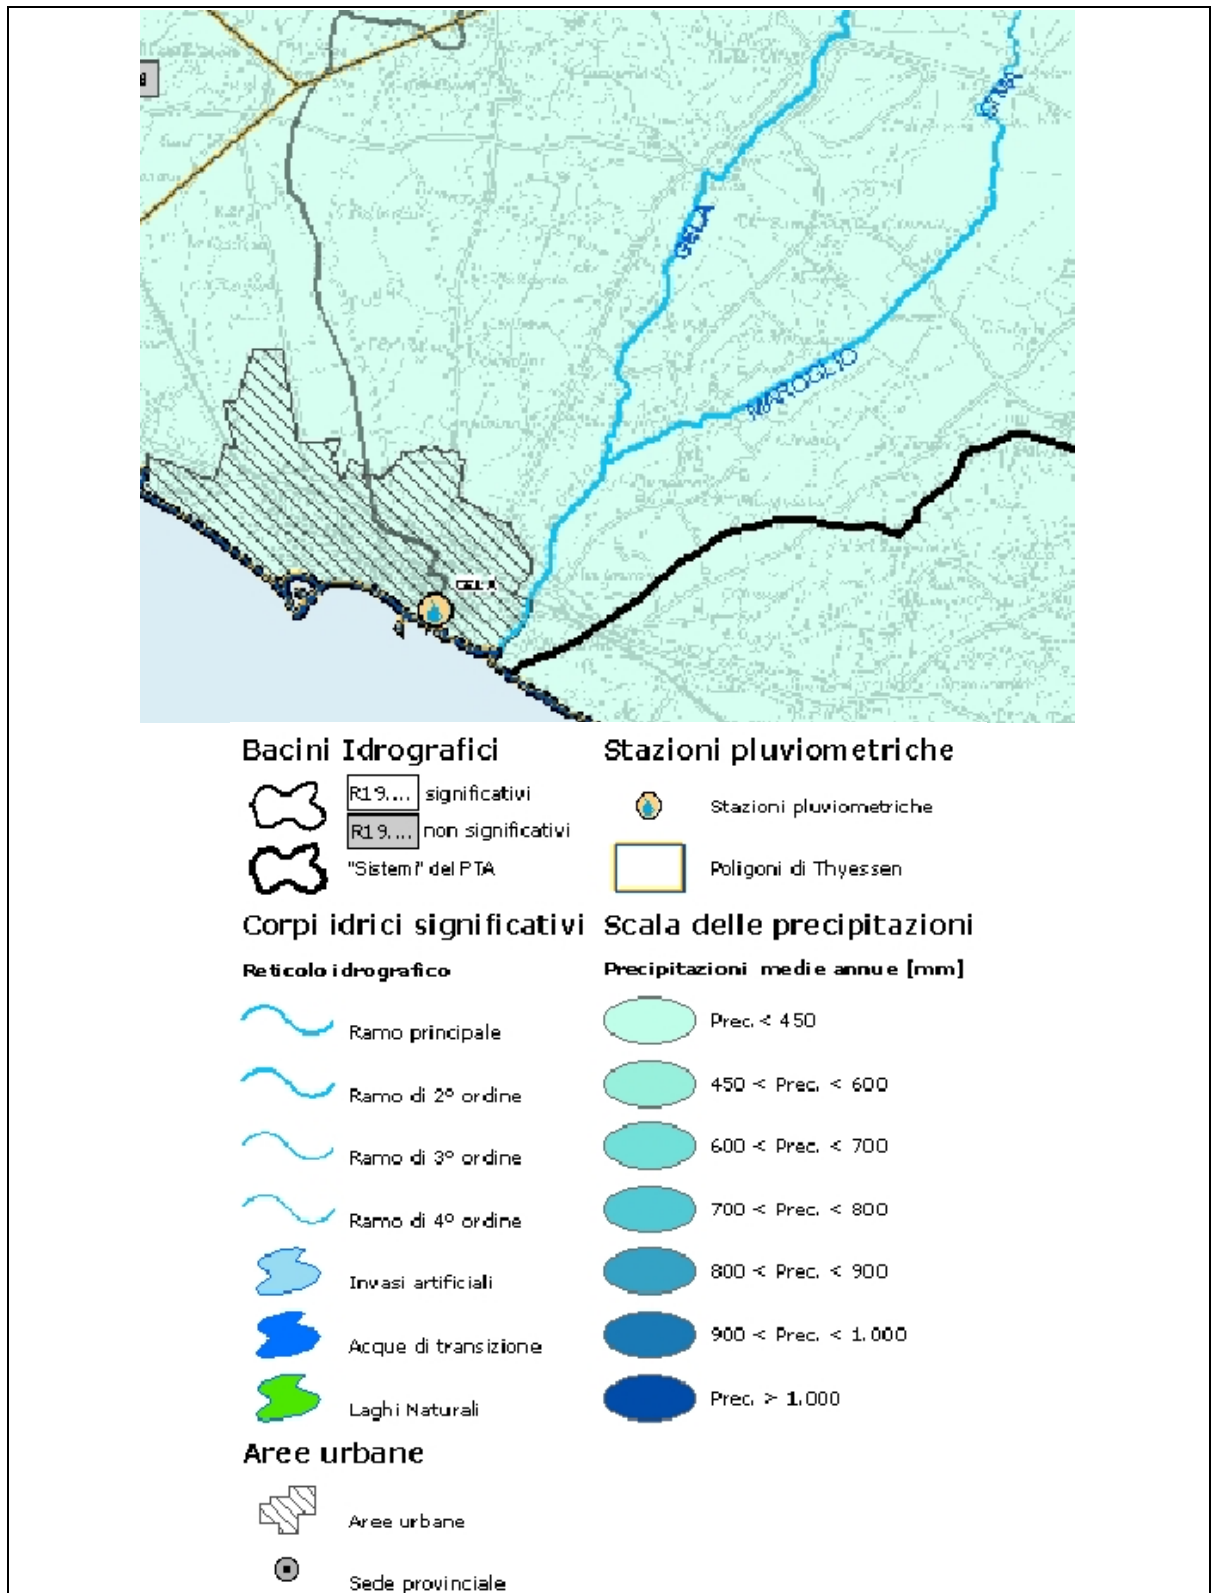 GELA
MAROGLIO
GELA
Bacini Idrografici
R19.... significativi
R19.... non significativi
"Sistemi" del PTA
Stazioni pluviometriche
Stazioni pluviometriche
Poligoni di Thyessen
Corpi idrici significativi
Reticolo idrografico
Ramo principale
Ramo di 2º ordine
Ramo di 3º ordine
Ramo di 4º ordine
Invasi artificiali
Acque di transizione
Laghi Naturali
Scala delle precipitazioni
Precipitazioni medie annue [mm]
Prec. < 450
450 < Prec. < 600
600 < Prec. < 700
700 < Prec. < 800
800 < Prec. < 900
900 < Prec. < 1.000
Prec. > 1.000
Aree urbane
Aree urbane
Sede provinciale